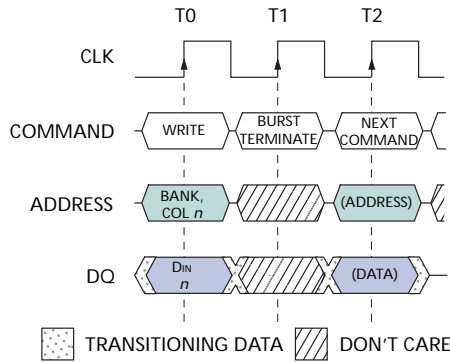 T0 T1 T2
CLK
COMMAND WRITE BURST TERMINATE NEXT COMMAND
ADDRESS BANK, COL n (ADDRESS)
DQ DIN n (DATA)
TRANSITIONING DATA DON'T CARE